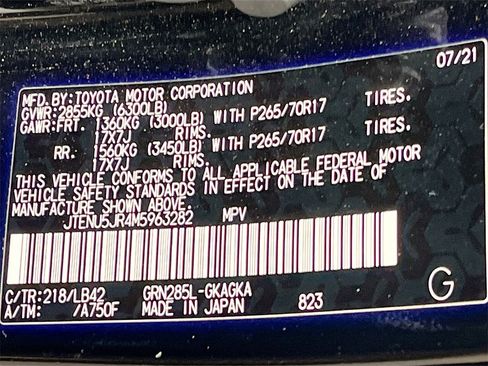 07/21
MFD. BY:TOYOTA MOTOR CORPORATION
GVWR:2855KG (6300LB)
GAWR:FRT. 1360KG (3000LB) WITH P265/70R17 TIRES.
17X7J RIMS.
RR: 1560KG (3450LB) WITH P265/70R17 TIRES.
17X7J RIMS.
THIS VEHICLE CONFORMS TO ALL APPLICABLE FEDERAL MOTOR
VEHICLE SAFETY STANDARDS IN EFFECT ON THE DATE OF
MANUFACTURE SHOWN ABOVE.
JTENU5JR4M5963282 MPV
C/TR:218/LB42 GRN285L-GKAGKA
A/TM: /A750F MADE IN JAPAN 823 G